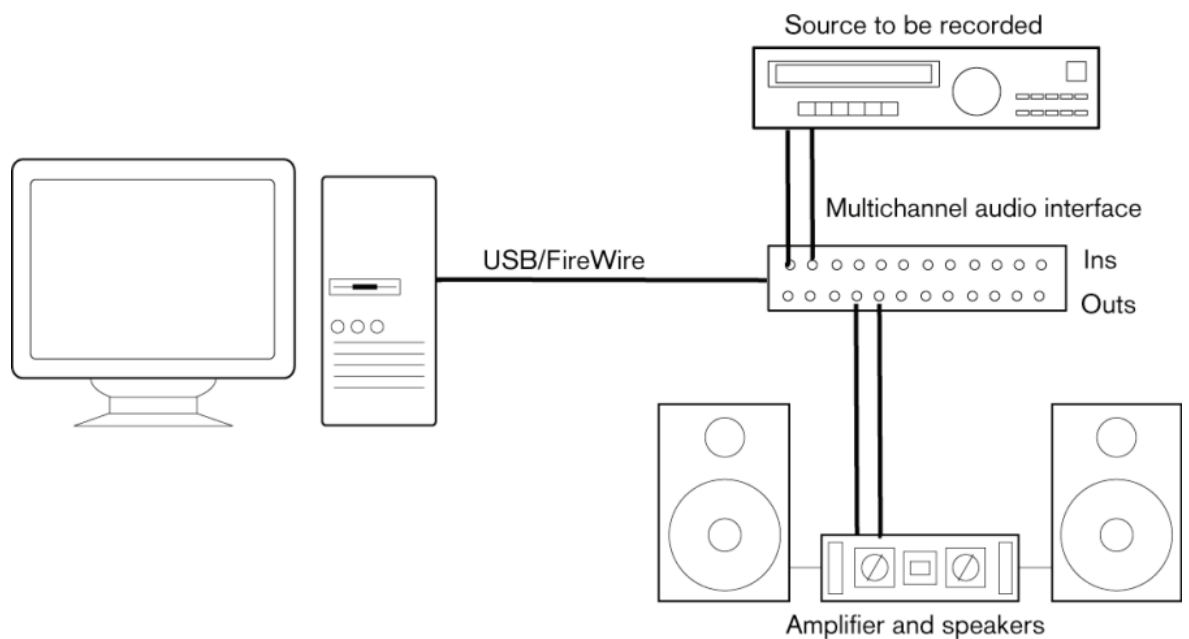 Source to be recorded
Multichannel audio interface
USB/FireWire
Ins
Outs
Amplifier and speakers